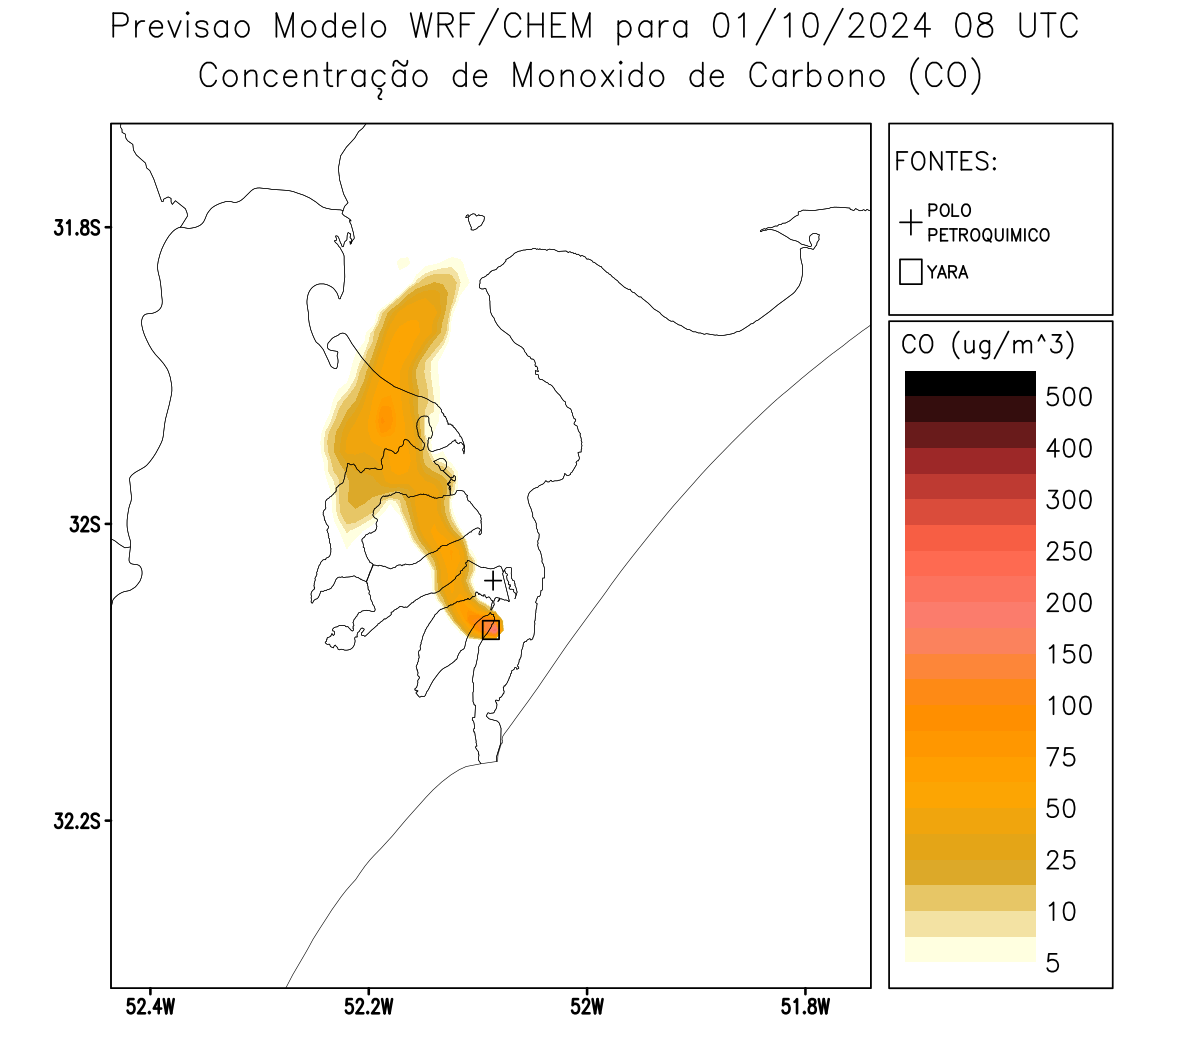 Previsao Modelo WRF/CHEM para 01/10/2024 08 UTC
Concentração de Monoxido de Carbono (CO)
FONTES:
POLO
PETROQUIMICO
YARA
CO (ug/m^3)
500
400
300
250
200
150
100
75
50
25
10
5
31.8S
32S
32.2S
52.4W
52.2W
52W
51.8W